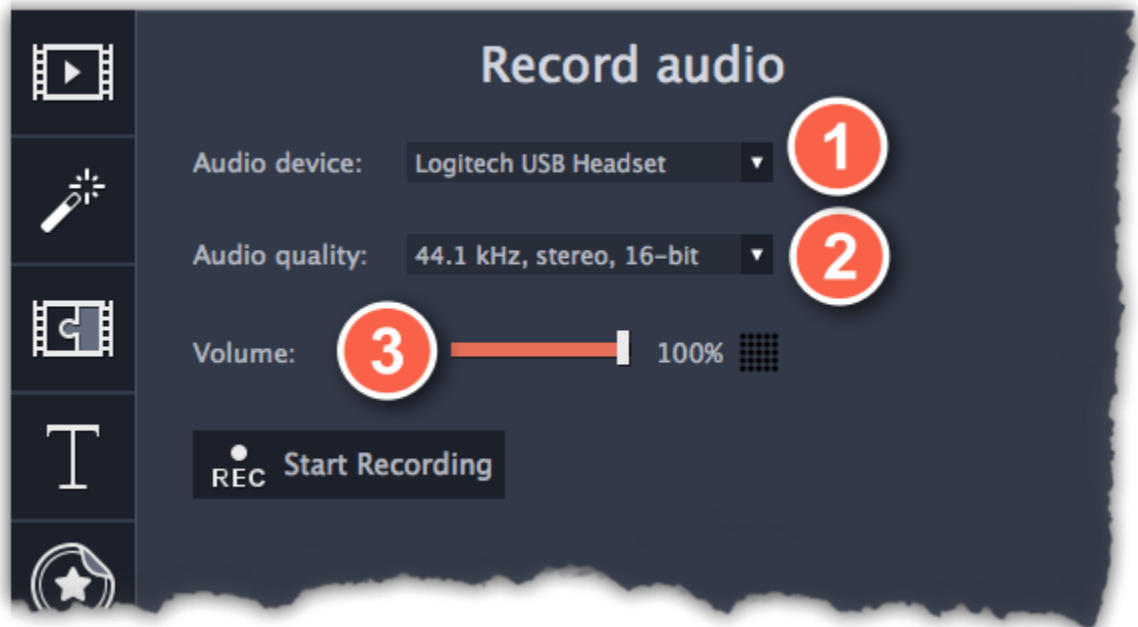 Record audio
Audio device: Logitech USB Headset 1
Audio quality: 44.1 kHz, stereo, 16-bit 2
Volume: 3 100%
REC Start Recording
T